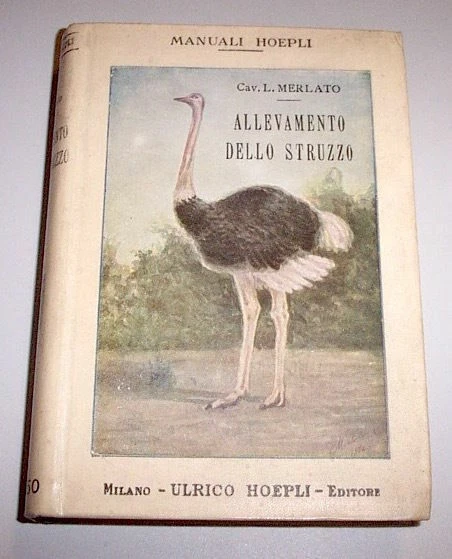 MANUALI HOEPLI
Cav. L. MERLATO
ALLEVAMENTO
DELLO STRUZZO
MILANO - ULRICO HOEPLI - EDITORE